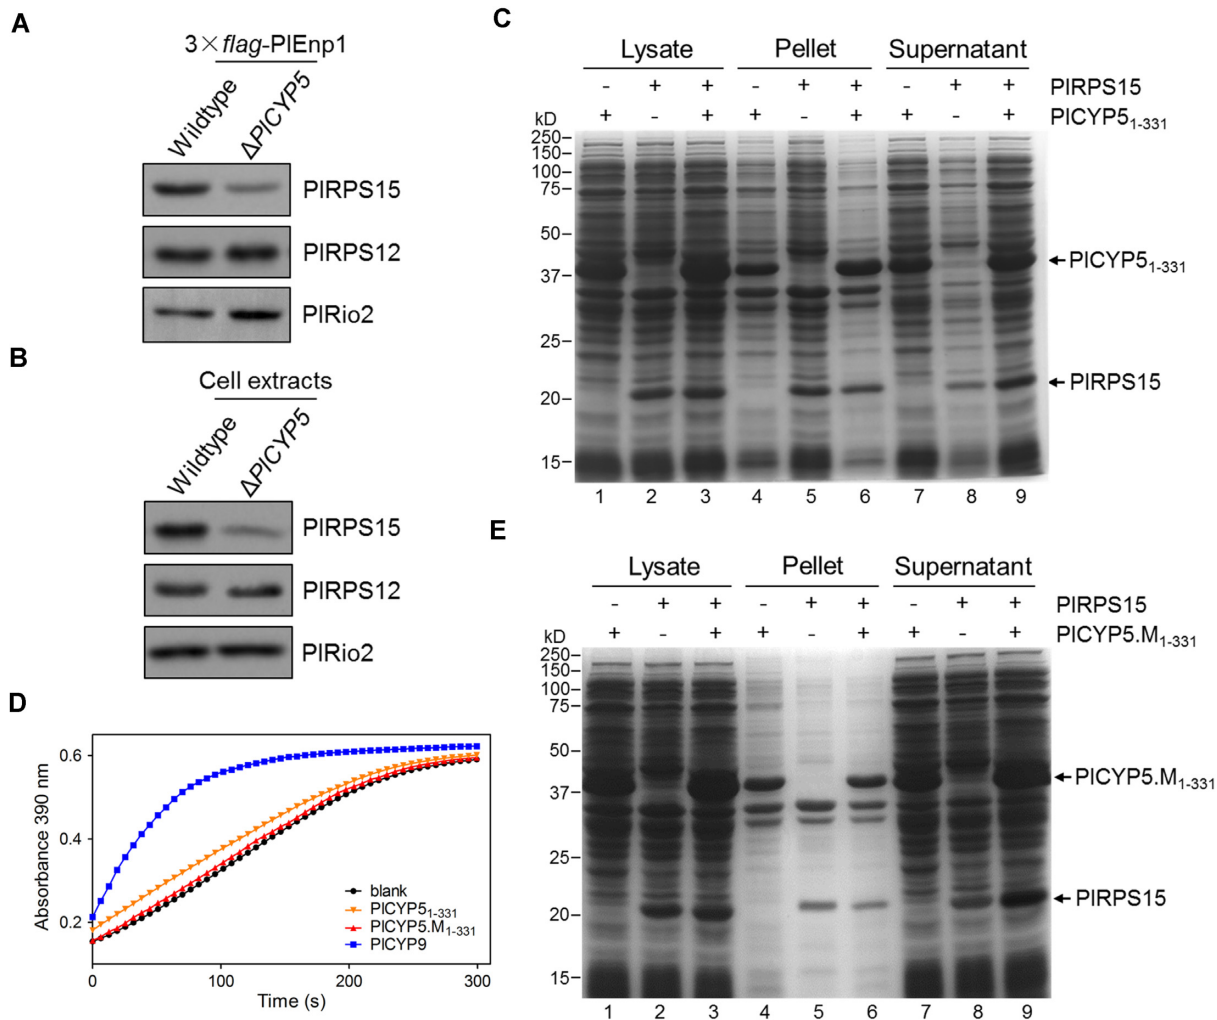 A
3×flag-PlEnp1
Wildtype
ΔPlCYP5
PlRPS15
PlRPS12
PlRio2
B
Cell extracts
Wildtype
ΔPlCYP5
PlRPS15
PlRPS12
PlRio2
C
Lysate Pellet Supernatant
- + + - + + - + + PlRPS15
+ - + + - + + - + PlCYP5₁₋₃₃₁
kD
250
150
100
75
50
37
25
20
15
PlCYP5₁₋₃₃₁
PlRPS15
1 2 3 4 5 6 7 8 9
D
Absorbance 390 nm
0.6
0.4
0.2
blank
PlCYP5₁₋₃₃₁
PlCYP5.M₁₋₃₃₁
PlCYP9
0 100 200 300
Time (s)
E
Lysate Pellet Supernatant
- + + - + + - + + PlRPS15
+ - + + - + + - + PlCYP5.M₁₋₃₃₁
kD
250
150
100
75
50
37
25
20
15
PlCYP5.M₁₋₃₃₁
PlRPS15
1 2 3 4 5 6 7 8 9